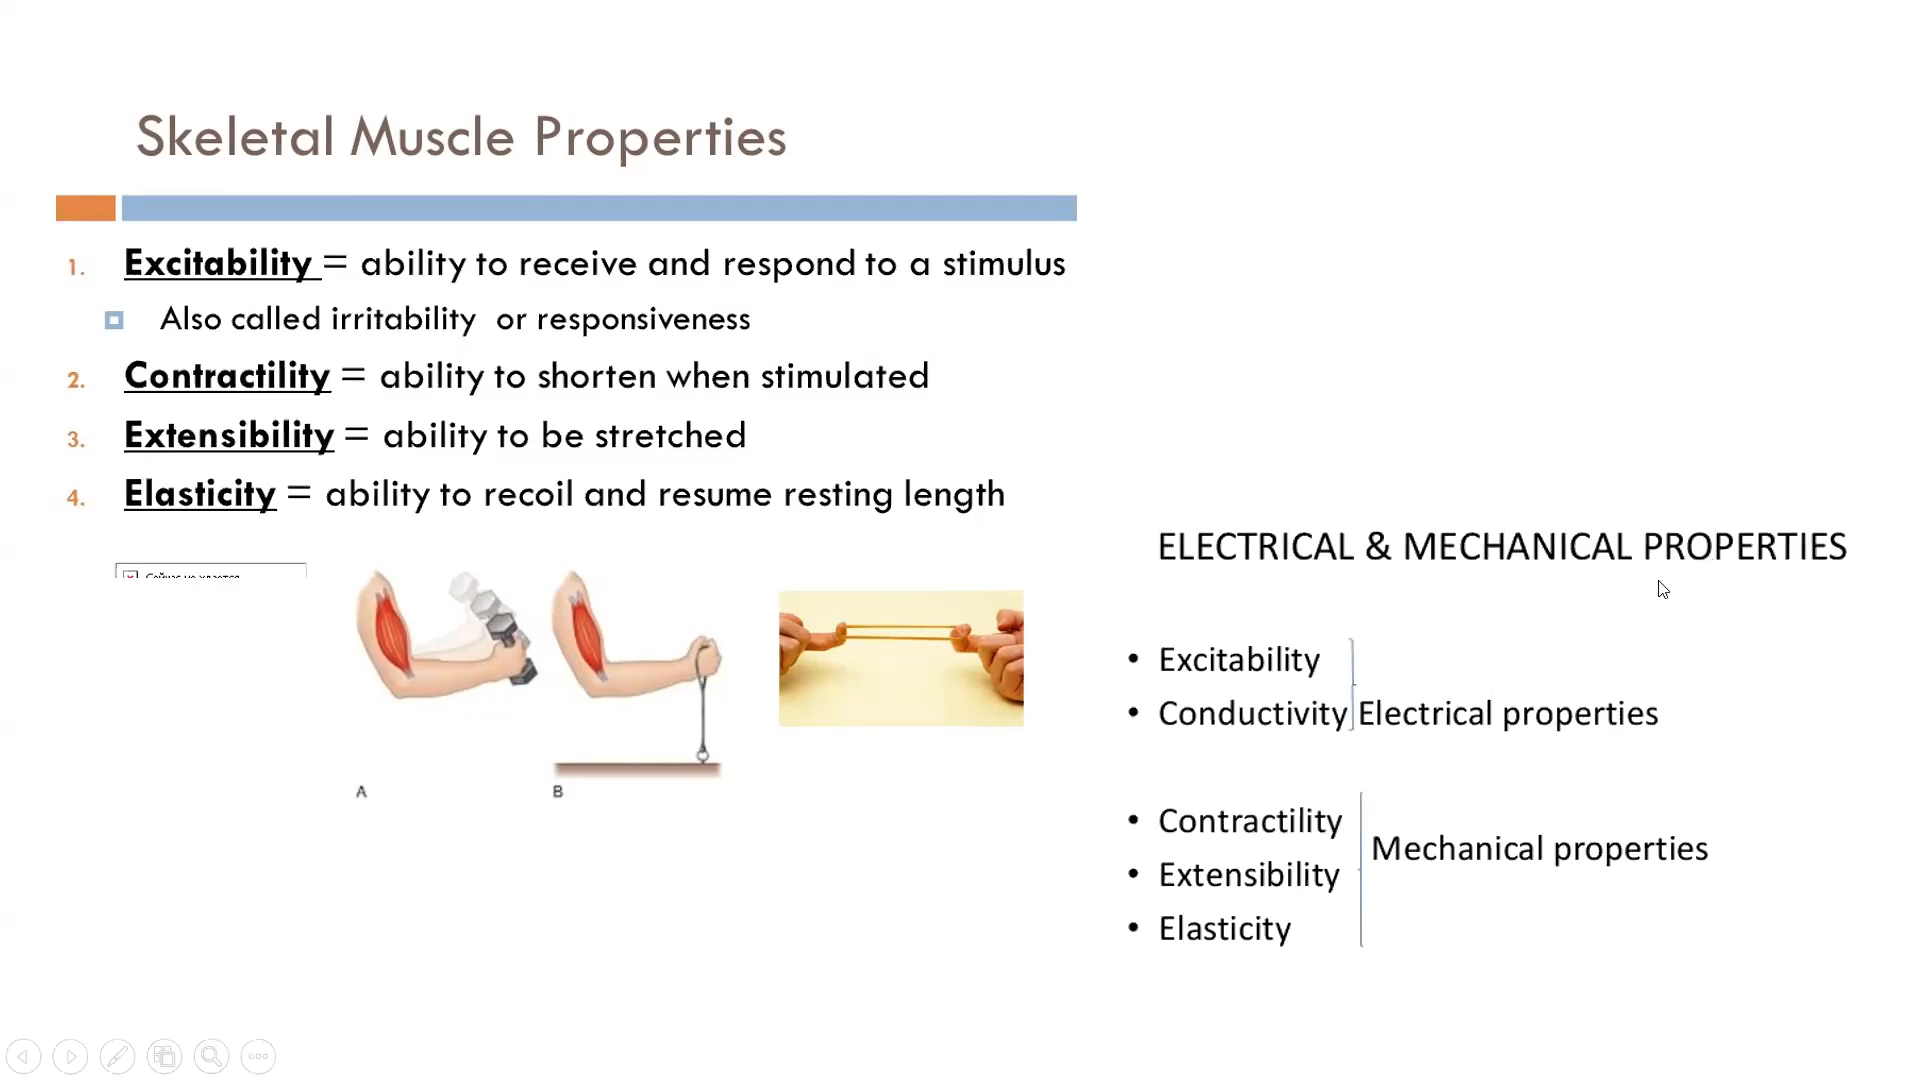 Skeletal Muscle Properties
1. Excitability = ability to receive and respond to a stimulus
Also called irritability or responsiveness
2. Contractility = ability to shorten when stimulated
3. Extensibility = ability to be stretched
4. Elasticity = ability to recoil and resume resting length
A
B
ELECTRICAL & MECHANICAL PROPERTIES
• Excitability
• Conductivity Electrical properties
• Contractility
Mechanical properties
• Extensibility
• Elasticity